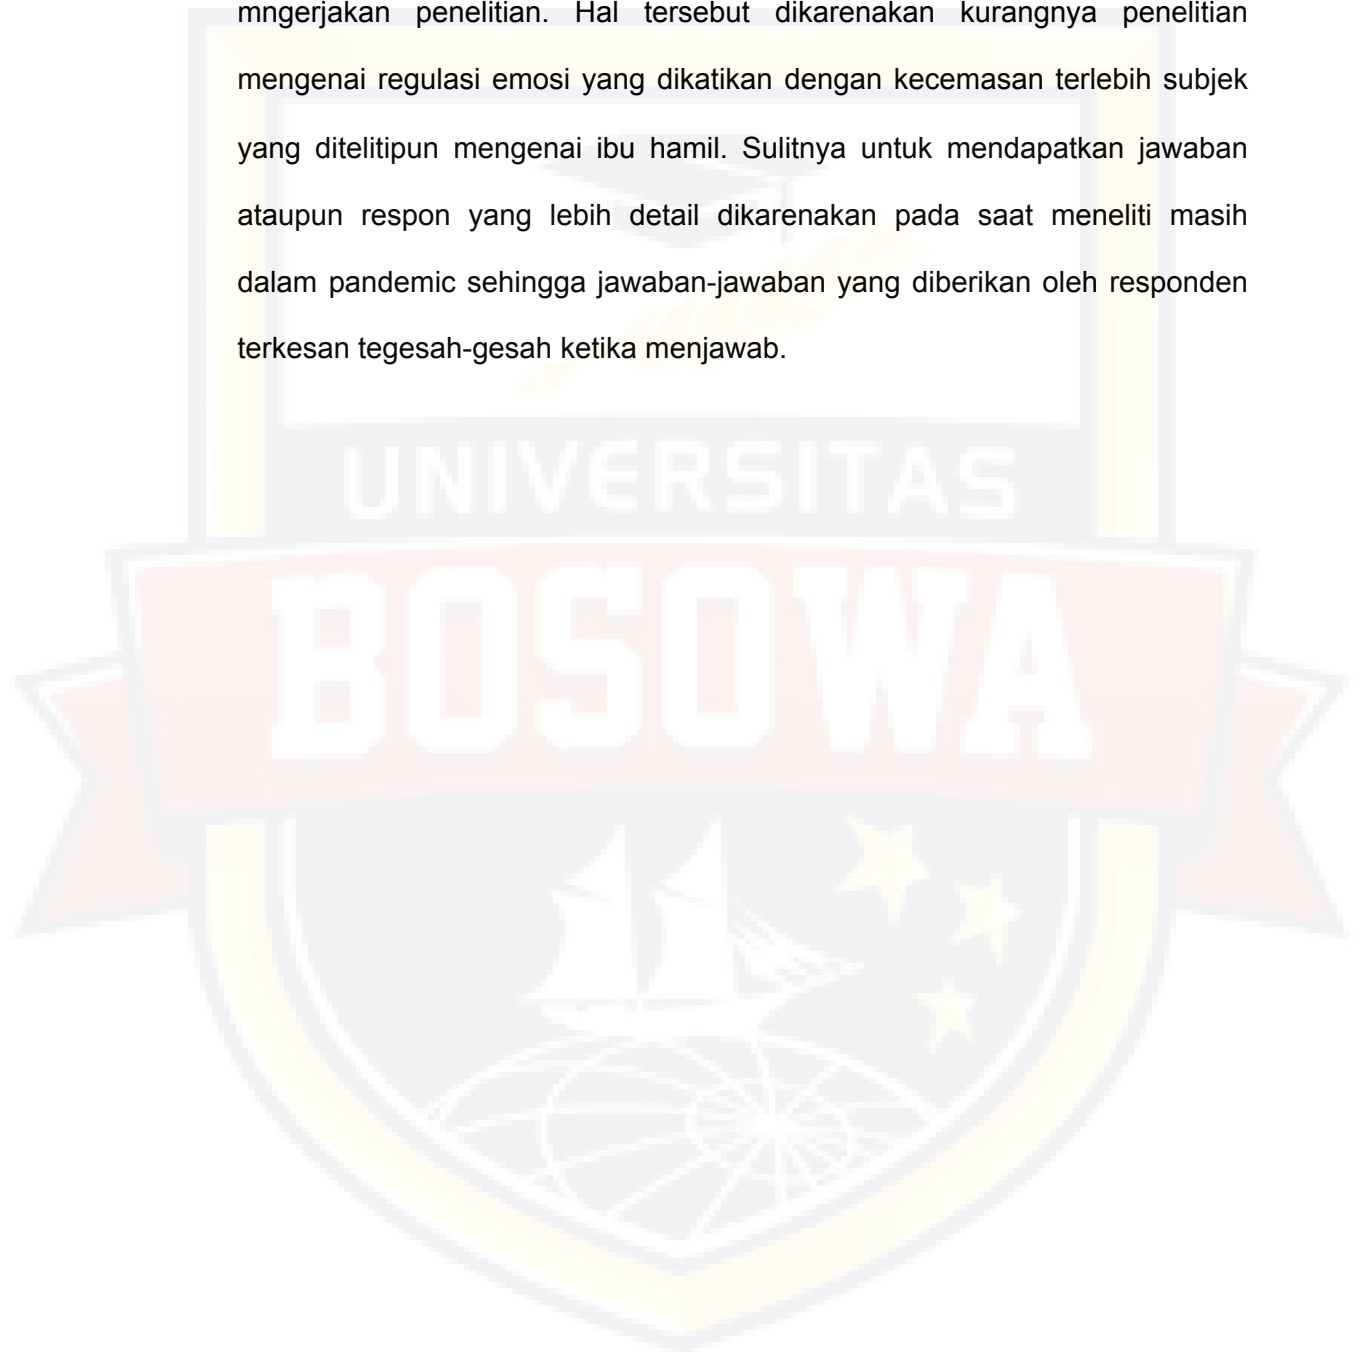 mngerjakan penelitian. Hal tersebut dikarenakan kurangnya penelitian
mengenai regulasi emosi yang dikatikan dengan kecemasan terlebih subjek
yang ditelitipun mengenai ibu hamil. Sulitnya untuk mendapatkan jawaban
ataupun respon yang lebih detail dikarenakan pada saat meneliti masih
dalam pandemic sehingga jawaban-jawaban yang diberikan oleh responden
terkesan tegesah-gesah ketika menjawab.
UNIVERSITAS
BOSOWA